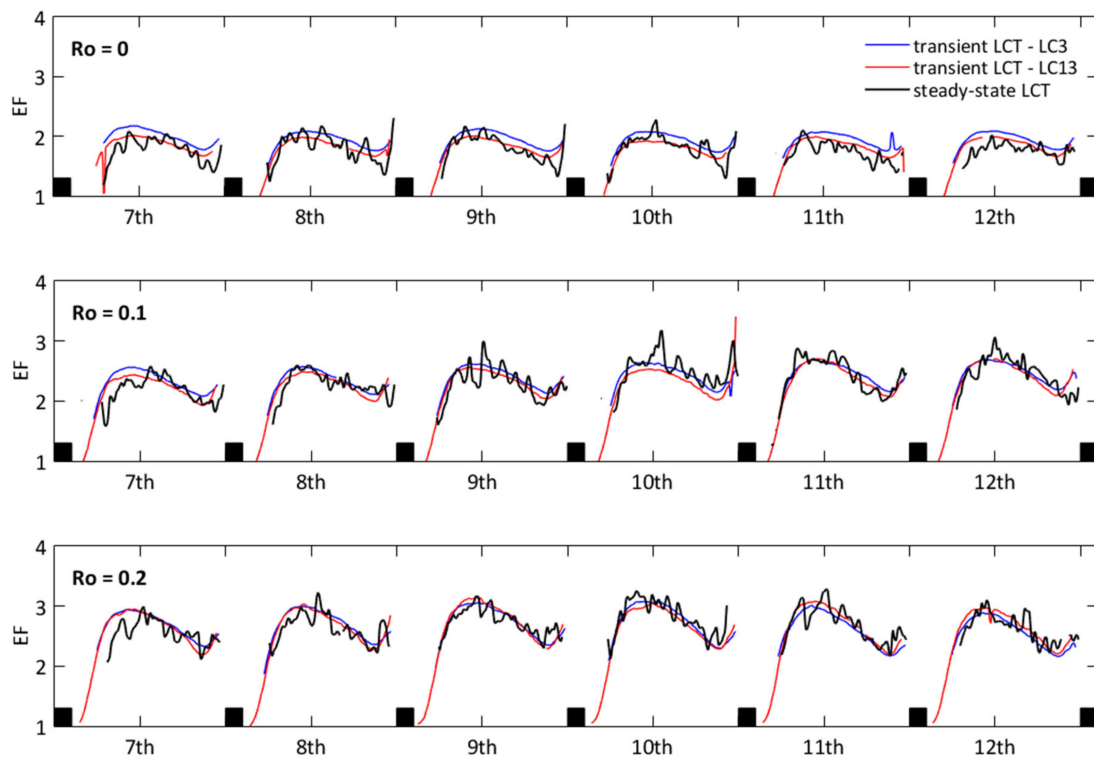 4
Ro = 0
transient LCT - LC3
transient LCT - LC13
steady-state LCT
3
EF
2
1
7th 8th 9th 10th 11th 12th
4
Ro = 0.1
3
EF
2
1
7th 8th 9th 10th 11th 12th
4
Ro = 0.2
3
EF
2
1
7th 8th 9th 10th 11th 12th